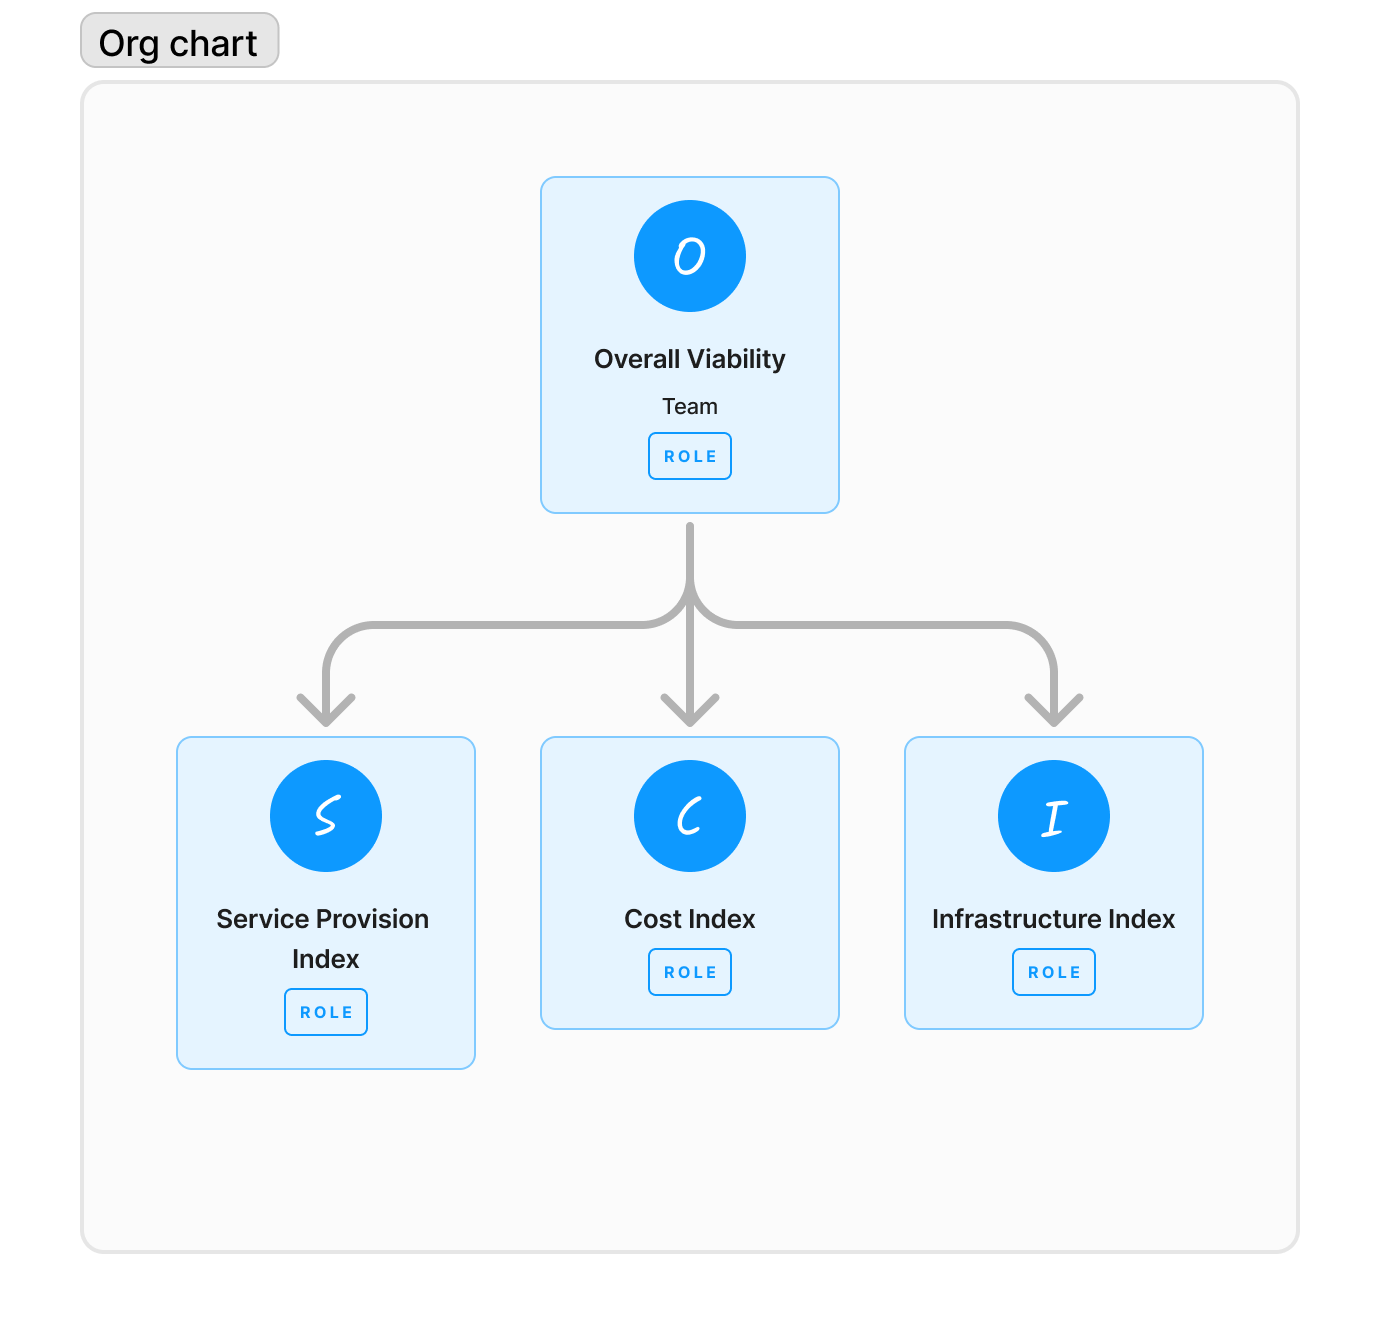 Org chart
O
Overall Viability
Team
ROLE
S
Service Provision
Index
ROLE
C
Cost Index
ROLE
I
Infrastructure Index
ROLE